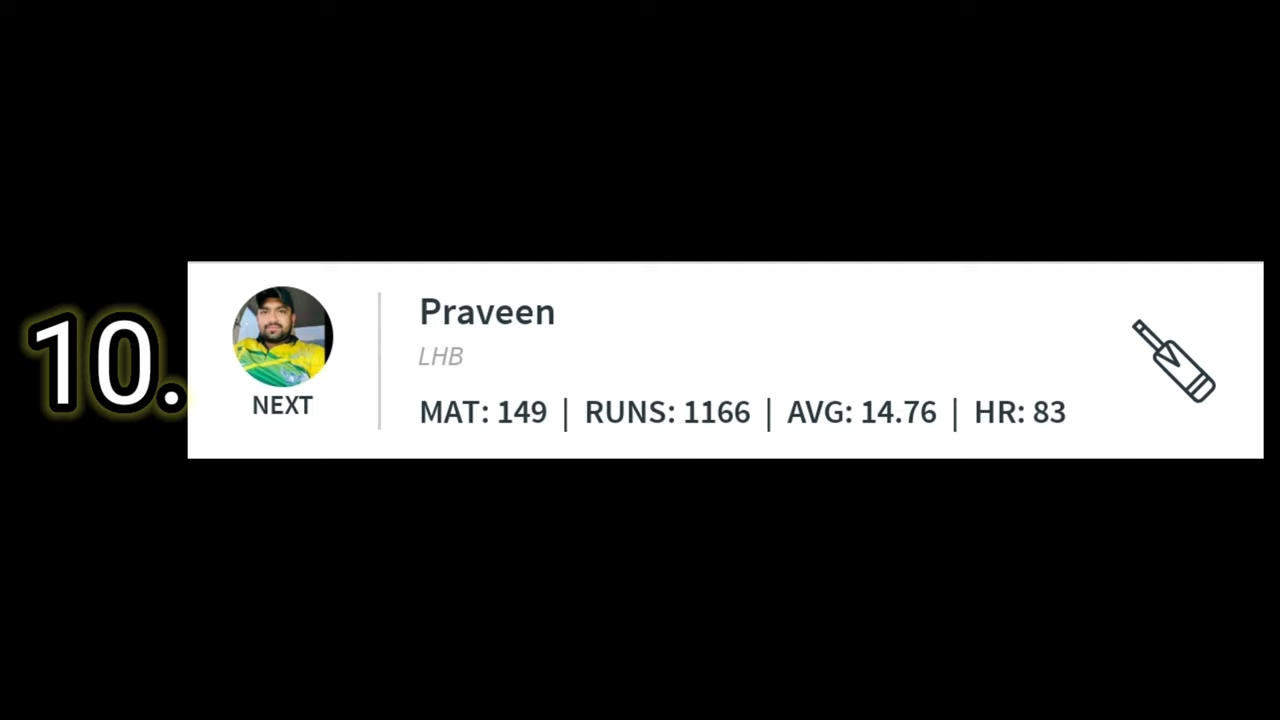 10.
NEXT
Praveen
LHB
MAT: 149 | RUNS: 1166 | AVG: 14.76 | HR: 83